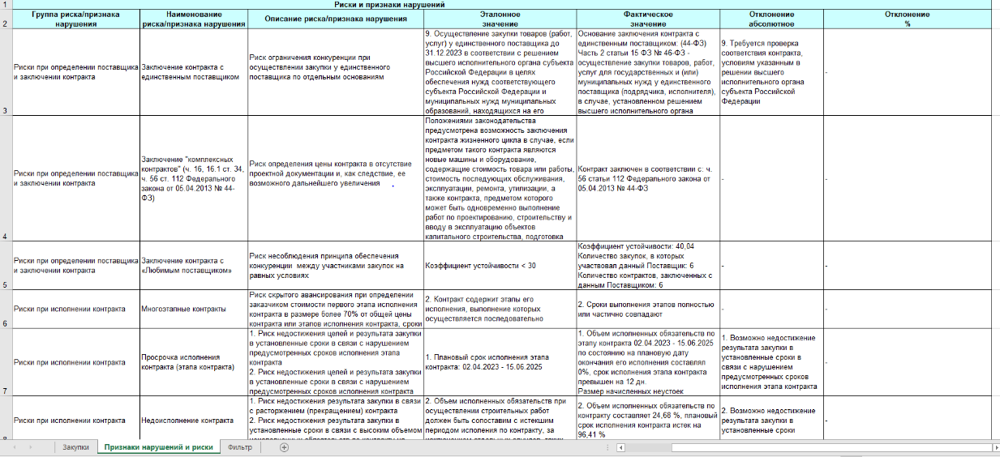 Риски и признаки нарушений
Группа риска/признака
нарушения
Наименование
риска/признака нарушения
Описание риска/признака нарушения
Эталонное
значение
Фактическое
значение
Отклонение
абсолютное
Отклонение
%
1
2
3
Риски при определении поставщика
и заключении контракта
Заключение контракта с
единственным поставщиком
Риск ограничения конкуренции при
осуществлении закупки у единственного
поставщика по отдельным основаниям
9. Осуществление закупки товаров (работ,
услуг) у единственного поставщика до
31.12.2023 в соответствии с решением
высшего исполнительного органа субъекта
Российской Федерации в целях
обеспечения нужд соответствующего
субъекта Российской Федерации и
муниципальных нужд муниципальных
образований, находящихся на его
Основание заключения контракта с
единственным поставщиком: (44-ФЗ)
Часть 2 статьи 15 ФЗ № 46-ФЗ -
осуществление закупки товаров, работ,
услуг для государственных и (или)
муниципальных нужд у единственного
поставщика (подрядчика, исполнителя),
в случае, установленном решением
высшего исполнительного органа
9. Требуется проверка
соответствия контракта,
условиям указанным в
решении высшего
исполнительного органа
субъекта Российской
Федерации
-
4
Риски при определении поставщика
и заключении контракта
Заключение "комплексных
контрактов" (ч. 16, 16.1 ст. 34,
ч. 56 ст. 112 Федерального
закона от 05.04.2013 № 44-
ФЗ)
Риск определения цены контракта в отсутствие
проектной документации и, как следствие, ее
возможного дальнейшего увеличения
Положениями законодательства
предусмотрена возможность заключения
контракта жизненного цикла в случае, если
предметом такого контракта являются
новые машины и оборудование,
содержащие стоимость товара или работы,
стоимость последующих обслуживания,
эксплуатации, ремонта, утилизации, а
также контракта, предметом которого
может быть одновременно выполнение
работ по проектированию, строительству и
вводу в эксплуатацию объектов
капитального строительства, подготовка
Контракт заключен в соответствии с: ч.
56 статьи 112 Федерального закона от
05.04.2013 № 44-ФЗ
-
-
5
Риски при определении поставщика
и заключении контракта
Заключение контракта с
«Любимым поставщиком»
Риск несоблюдения принципа обеспечения
конкуренции между участниками закупок на
равных условиях
Коэффициент устойчивости < 30
Коэффициент устойчивости: 40,04
Количество закупок, в которых
участвовал данный Поставщик: 6
Количество контрактов, заключенных с
данным Поставщиком: 6
-
-
6
Риски при исполнении контракта
Многоэтапные контракты
Риск скрытого авансирования при определении
заказчиком стоимости первого этапа исполнения
контракта в размере более 70% от общей цены
контракта или этапов исполнения контракта, сроки
2. Контракт содержит этапы его
исполнения, выполнение которых
осуществляется последовательно
2. Сроки выполнения этапов полностью
или частично совпадают
-
-
7
Риски при исполнении контракта
Просрочка исполнения
контракта (этапа контракта)
1. Риск недостижения целей и результата закупки
в установленные сроки в связи с нарушением
предусмотренных сроков исполнения этапа
контракта
2. Риск недостижения целей и результата закупки
в установленные сроки в связи с нарушением
предусмотренных сроков исполнения контракта
1. Плановый срок исполнения этапа
контракта: 02.04.2023 - 15.06.2025
1. Объем исполненных обязательств по
этапу контракта 02.04.2023 - 15.06.2025
по состоянию на плановую дату
окончания его исполнения составлял
0%, срок исполнения этапа контракта
превышен на 12 дн.
Размер начисленных неустоек
1. Возможно недостижение
результата закупки в
установленные сроки в
связи с нарушением
предусмотренных сроков
исполнения этапа контракта
-
Риски при исполнении контракта
Недоисполнение контракта
1. Риск недостижения результата закупки в связи
с расторжением (прекращением) контракта
2. Риск недостижения результата закупки в
установленные сроки в связи с высоким объемом
2. Объем исполненных обязательств при
осуществлении строительных работ
должен быть сопоставим с истекшим
периодом исполения по контракту, за
2. Объем исполненных обязательств по
контракту составляет 24,68 %, плановый
срок исполнения контракта истек на
96,41 %
2. Возможно недостижение
результата закупки в
установленные сроки
-
Закупки
Признаки нарушений и риски
Фильтр